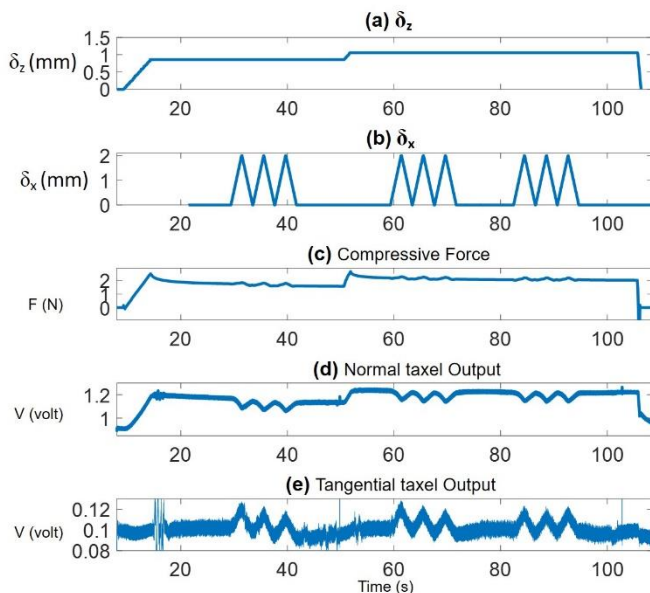 (a) δz
δz (mm)
1.5
1
0.5
0
20 40 60 80 100
(b) δx
δx (mm)
2
1
0
20 40 60 80 100
(c) Compressive Force
F (N)
2
1
0
20 40 60 80 100
(d) Normal taxel Output
V (volt)
1.2
1
20 40 60 80 100
(e) Tangential taxel Output
V (volt)
0.12
0.1
0.08
20 40 60 80 100
Time (s)